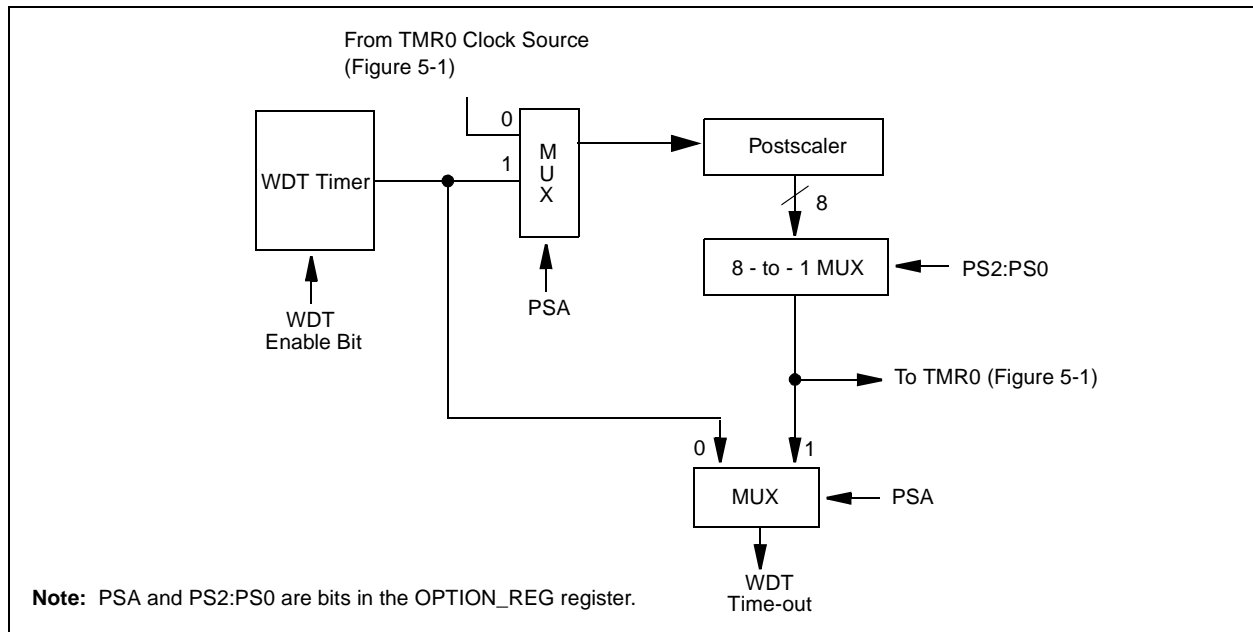 From TMR0 Clock Source
(Figure 5-1)
0
1
M
U
X
WDT Timer
Postscaler
8
8 - to - 1 MUX
PS2:PS0
PSA
WDT
Enable Bit
To TMR0 (Figure 5-1)
0
1
MUX
PSA
WDT
Time-out
Note: PSA and PS2:PS0 are bits in the OPTION_REG register.